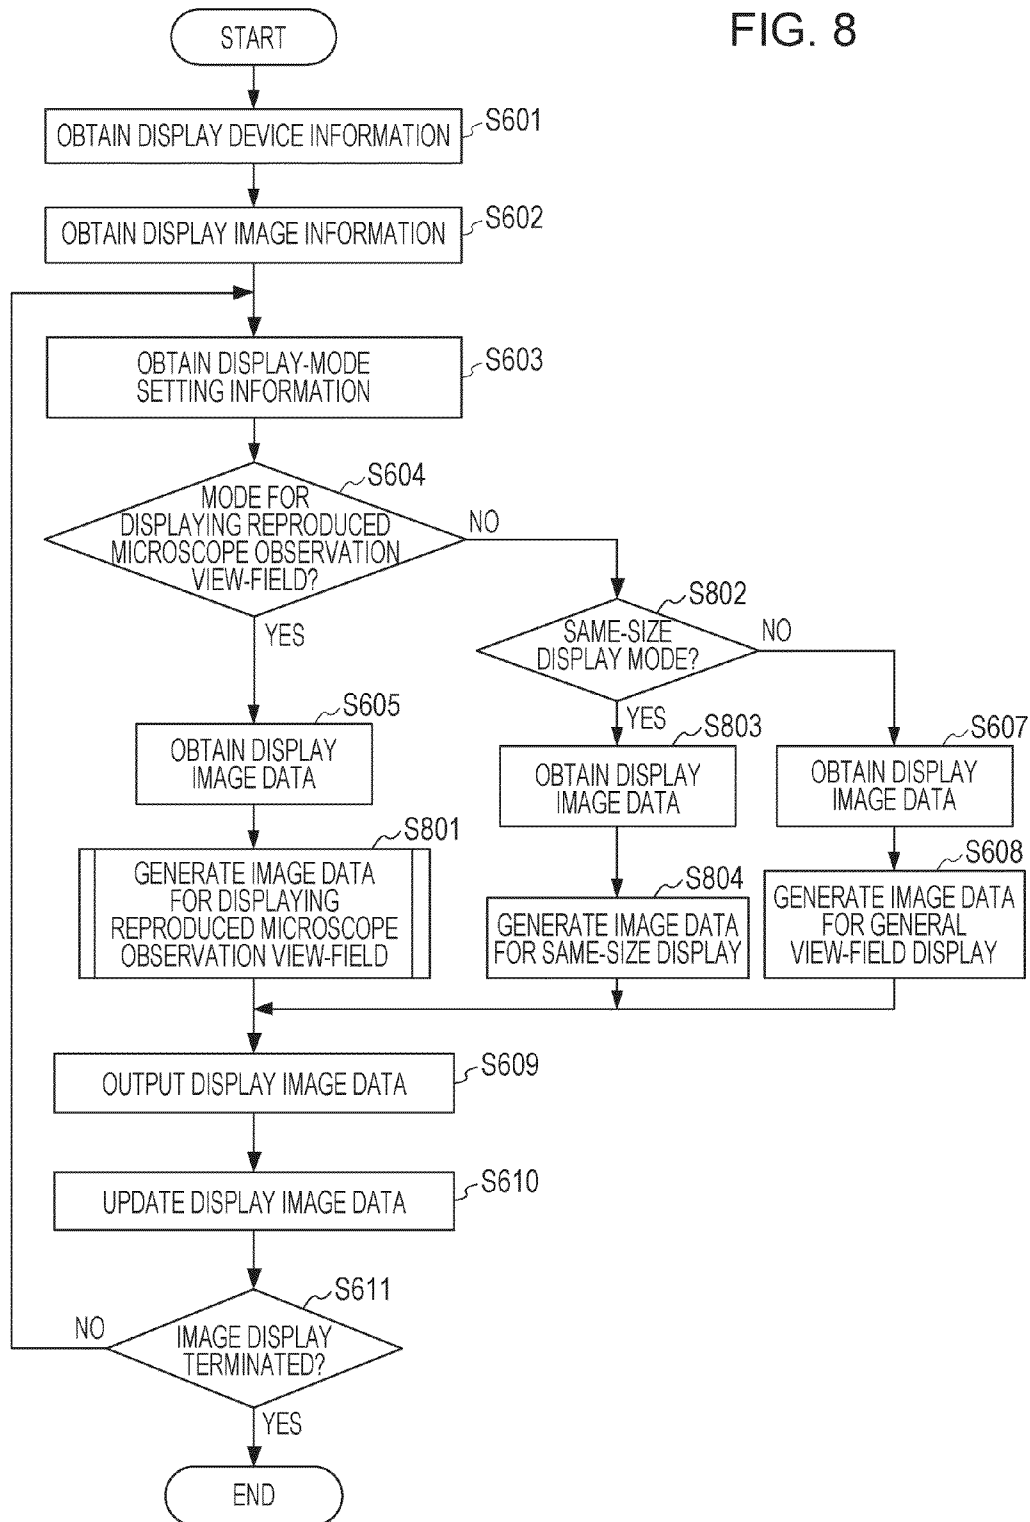 FIG. 8
START
OBTAIN DISPLAY DEVICE INFORMATION
S601
OBTAIN DISPLAY IMAGE INFORMATION
S602
OBTAIN DISPLAY-MODE
SETTING INFORMATION
S603
S604
MODE FOR
DISPLAYING REPRODUCED
MICROSCOPE OBSERVATION
VIEW-FIELD?
NO
YES
S802
SAME-SIZE
DISPLAY MODE?
NO
YES
S605
OBTAIN DISPLAY
IMAGE DATA
S803
OBTAIN DISPLAY
IMAGE DATA
S607
OBTAIN DISPLAY
IMAGE DATA
S801
GENERATE IMAGE DATA
FOR DISPLAYING
REPRODUCED MICROSCOPE
OBSERVATION VIEW-FIELD
S804
GENERATE IMAGE DATA
FOR SAME-SIZE DISPLAY
S608
GENERATE IMAGE DATA
FOR GENERAL
VIEW-FIELD DISPLAY
OUTPUT DISPLAY IMAGE DATA
S609
UPDATE DISPLAY IMAGE DATA
S610
S611
IMAGE DISPLAY
TERMINATED?
NO
YES
END